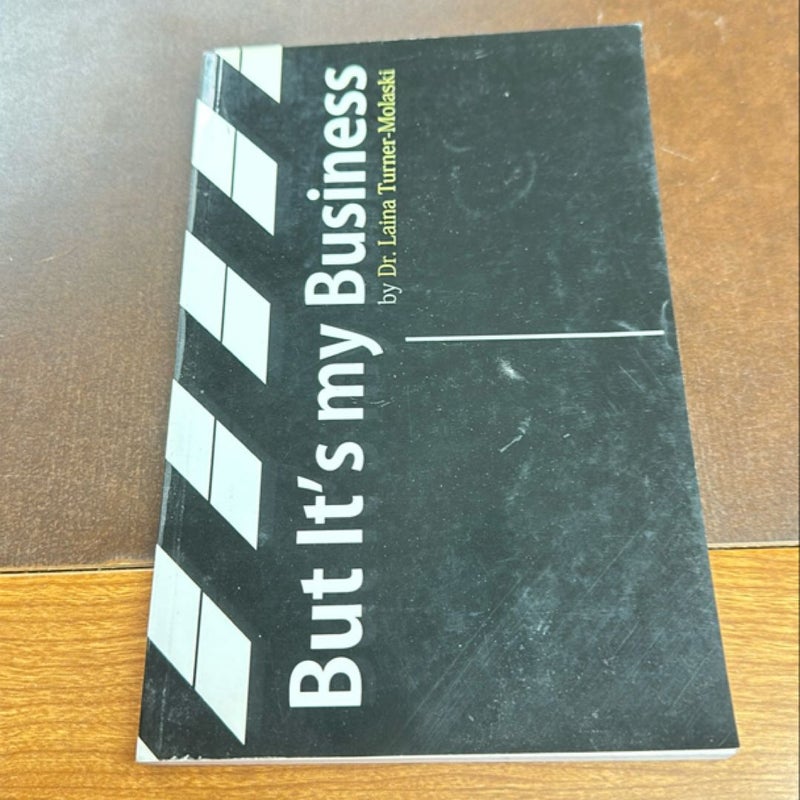 But It's my Business
by Dr. Laina Turner-Molaski